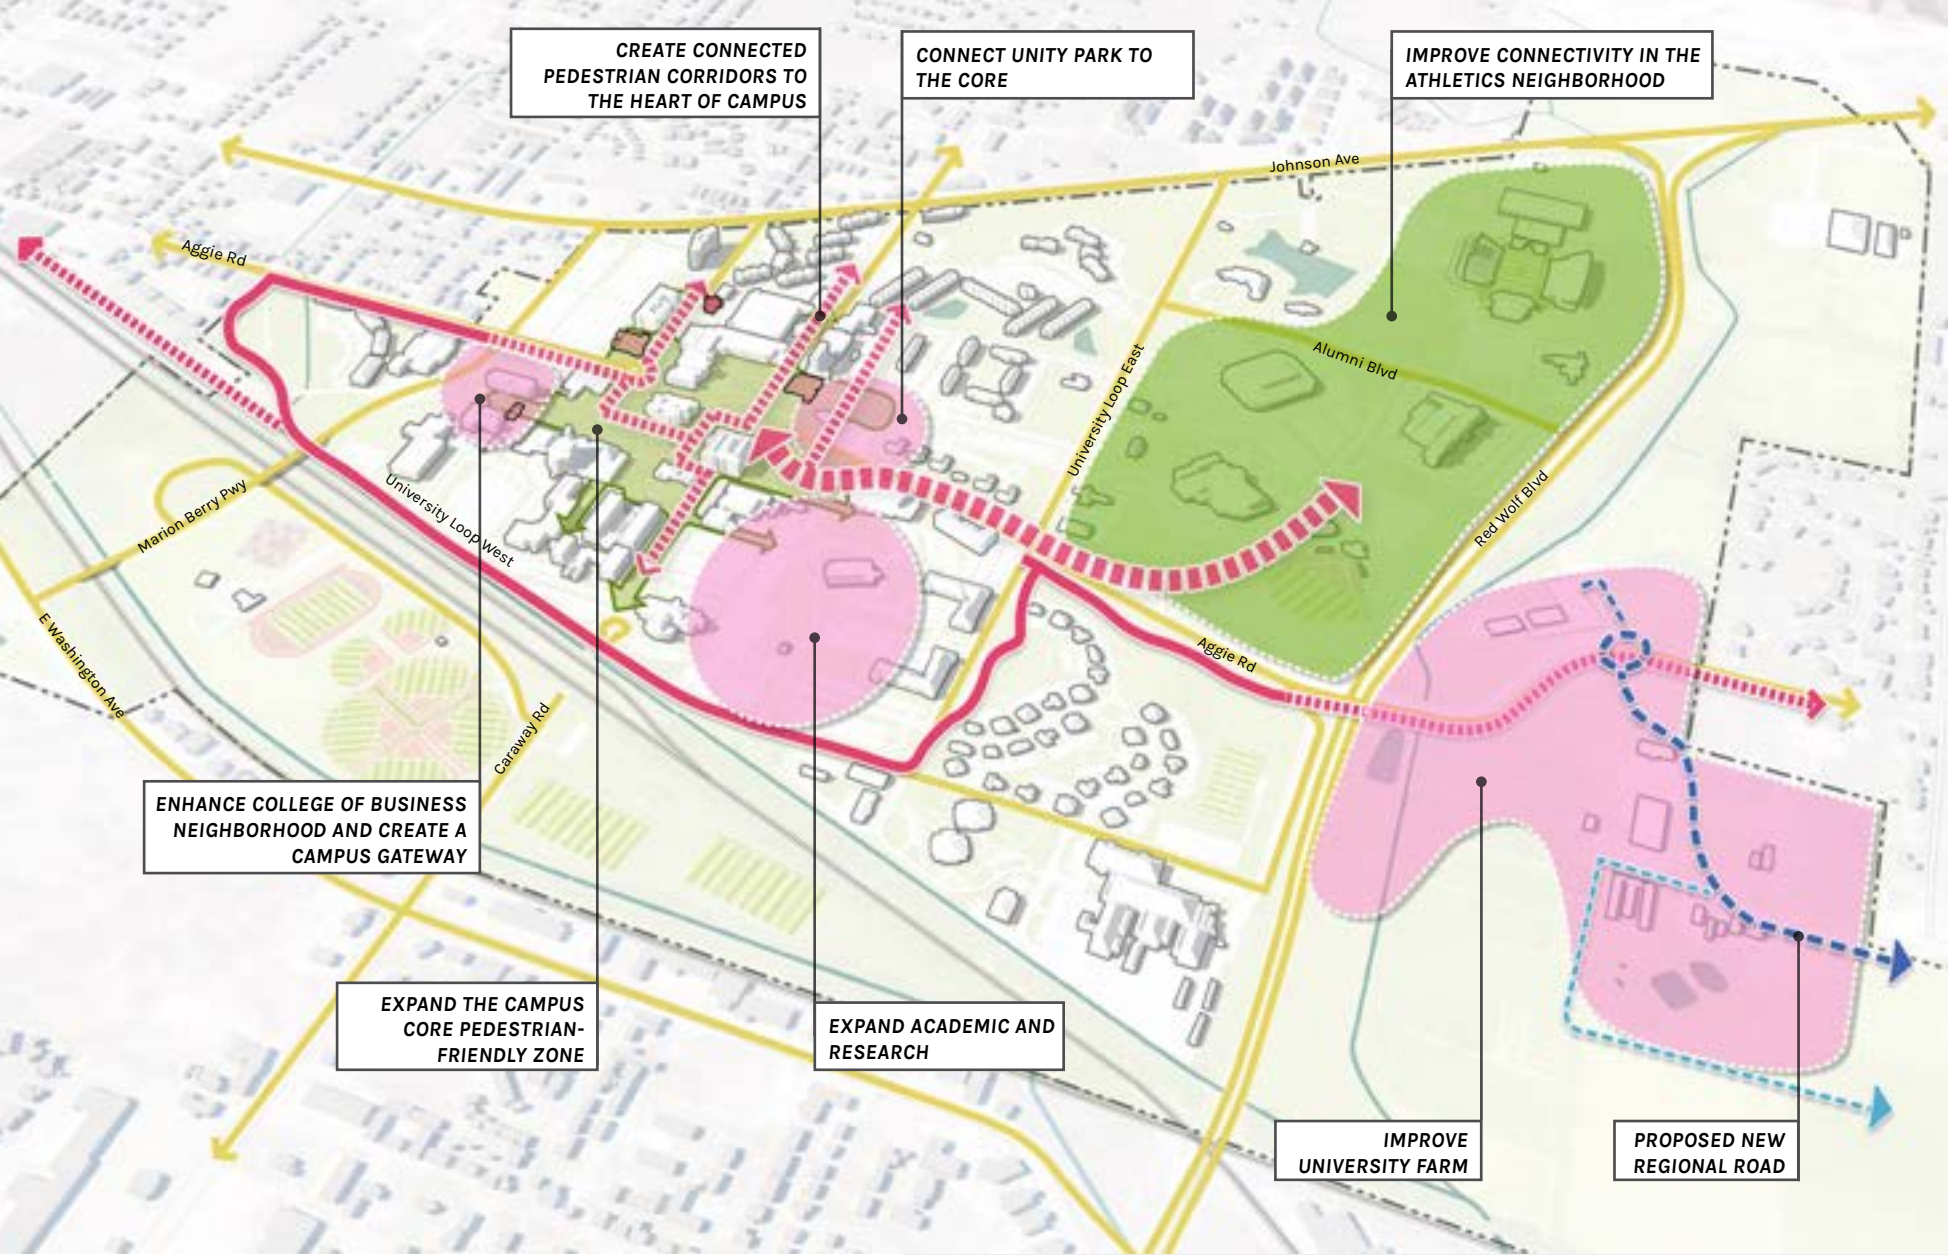 CREATE CONNECTED
PEDESTRIAN CORRIDORS TO
THE HEART OF CAMPUS
CONNECT UNITY PARK TO
THE CORE
IMPROVE CONNECTIVITY IN THE
ATHLETICS NEIGHBORHOOD
Johnson Ave
Aggie Rd
Alumni Blvd
University Loop East
Red Wolf Blvd
Marion Berry Pwy
University Loop West
E Washington Ave
Aggie Rd
Caraway Rd
ENHANCE COLLEGE OF BUSINESS
NEIGHBORHOOD AND CREATE A
CAMPUS GATEWAY
EXPAND THE CAMPUS
CORE PEDESTRIAN-
FRIENDLY ZONE
EXPAND ACADEMIC AND
RESEARCH
IMPROVE
UNIVERSITY FARM
PROPOSED NEW
REGIONAL ROAD